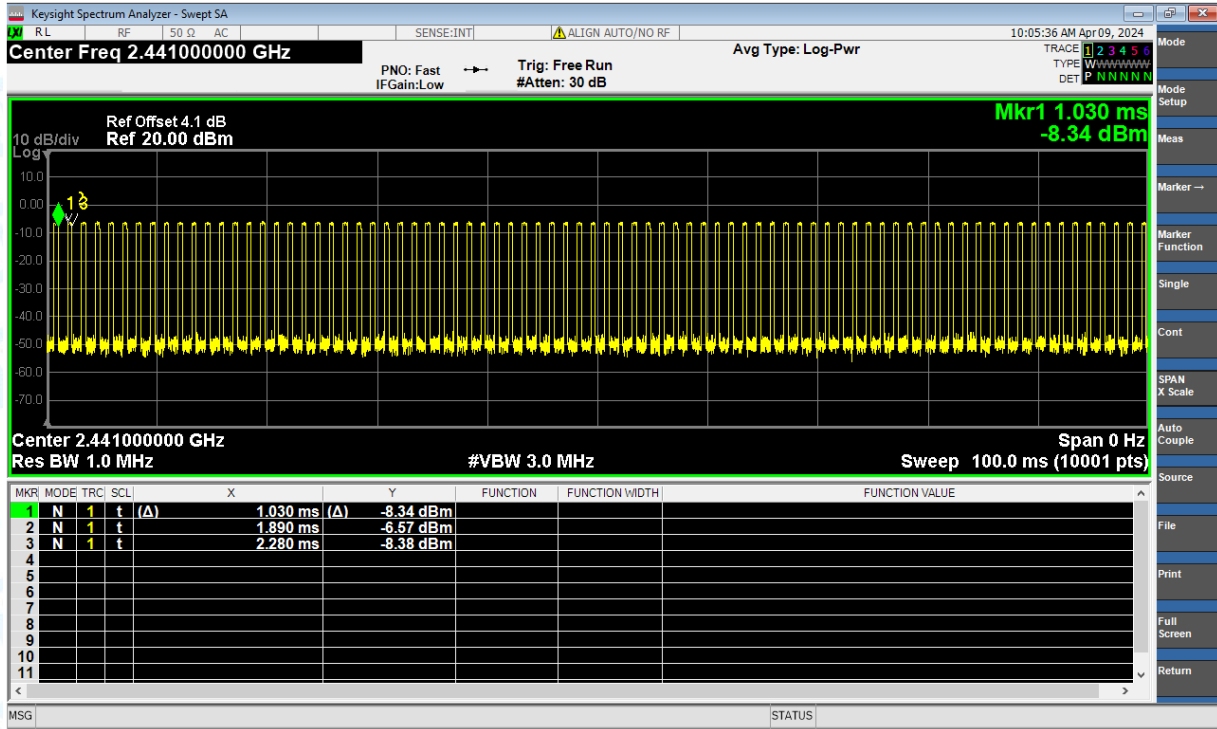 Keysight Spectrum Analyzer - Swept SA
LXI RL RF 50 Ω AC SENSE:INT ALIGN AUTO/NO RF 10:05:36 AM Apr 09, 2024
Center Freq 2.441000000 GHz
Avg Type: Log-Pwr
TRACE 1 2 3 4 5 6
TYPE WWWWWW
DET P N N N N N
PNO: Fast
IFGain:Low
Trig: Free Run
#Atten: 30 dB
Mkr1 1.030 ms
-8.34 dBm
Ref Offset 4.1 dB
10 dB/div Ref 20.00 dBm
Log
10.0
0.00
-10.0
-20.0
-30.0
-40.0
-50.0
-60.0
-70.0
1
3
Center 2.441000000 GHz Span 0 Hz
Res BW 1.0 MHz #VBW 3.0 MHz Sweep 100.0 ms (10001 pts)
MKR MODE TRC SCL X Y FUNCTION FUNCTION WIDTH FUNCTION VALUE
1 N 1 t (Δ) 1.030 ms (Δ) -8.34 dBm
2 N 1 t 1.890 ms -6.57 dBm
3 N 1 t 2.280 ms -8.38 dBm
4
5
6
7
8
9
10
11
MSG STATUS
Mode
Mode
Setup
Meas
Marker →
Marker
Function
Single
Cont
SPAN
X Scale
Auto
Couple
Source
File
Print
Full
Screen
Return